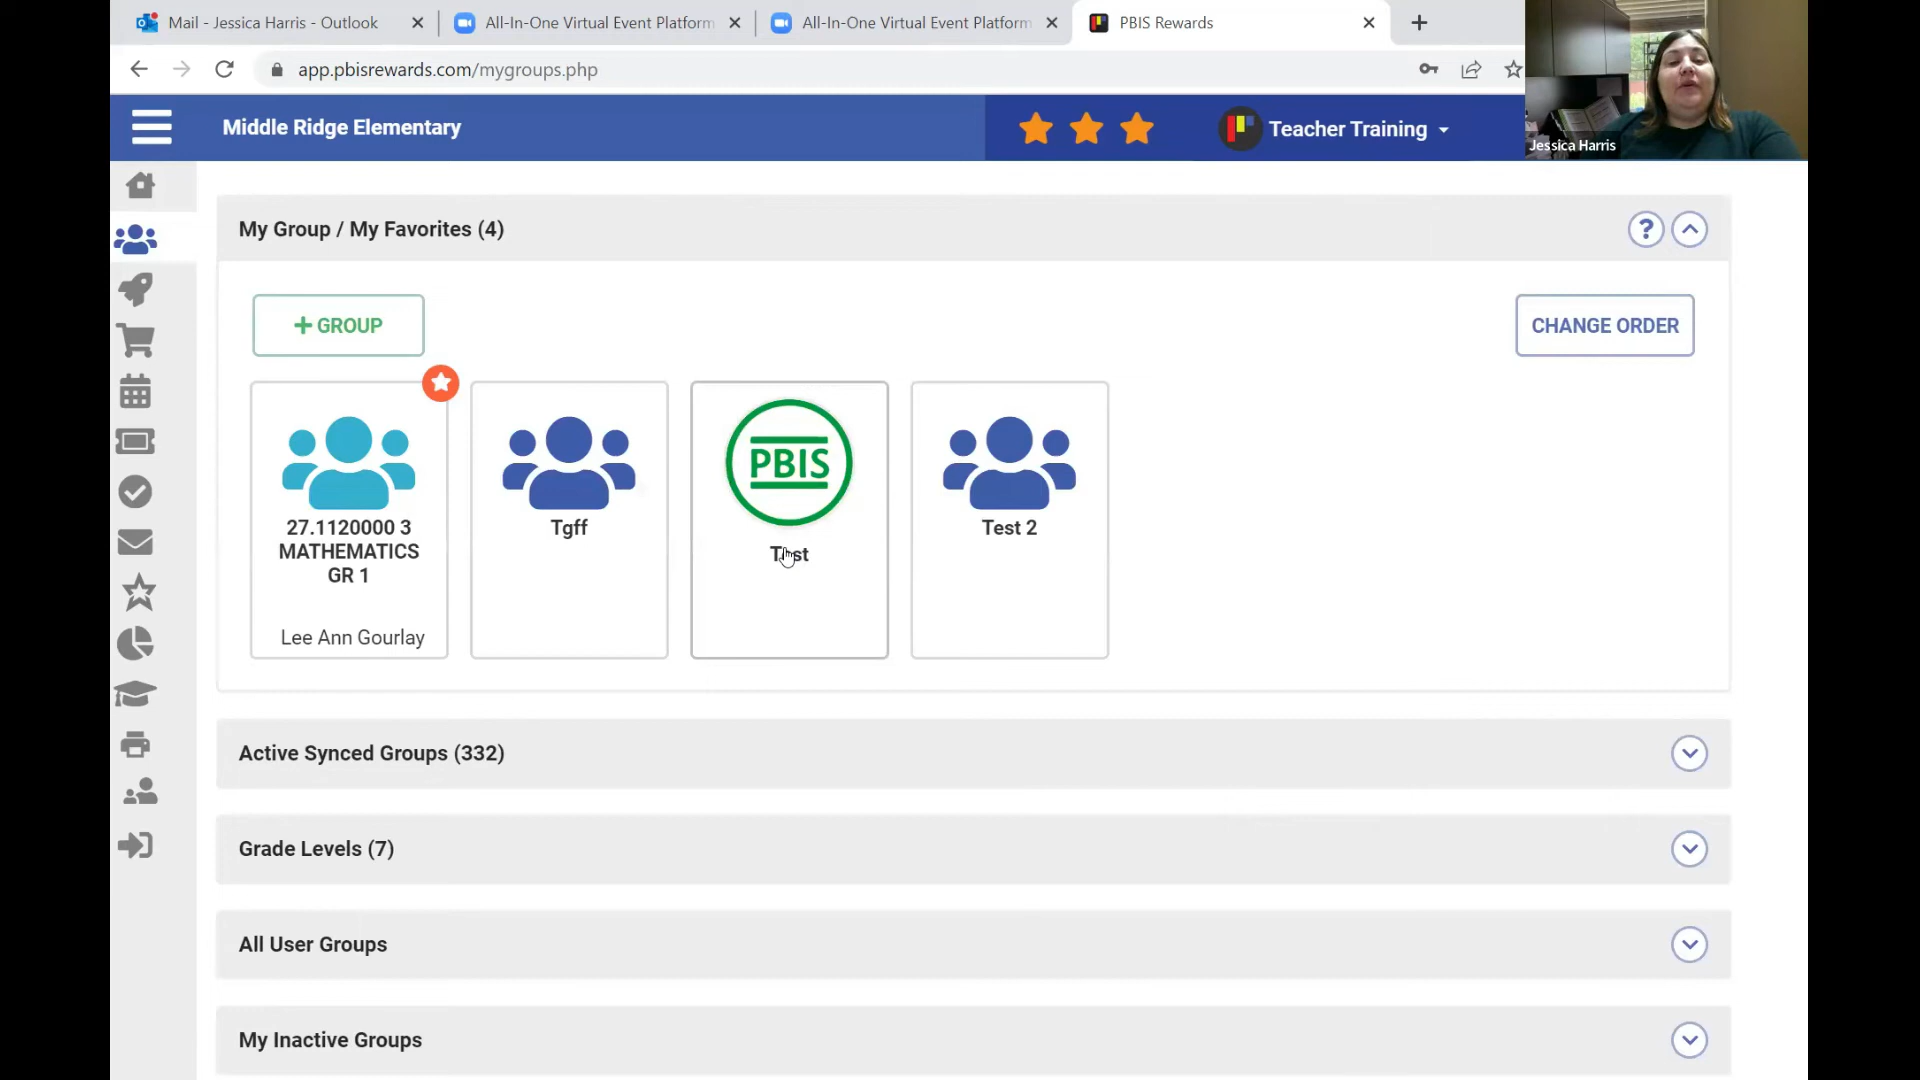 Mail - Jessica Harris - Outlook
All-In-One Virtual Event Platform
All-In-One Virtual Event Platform
PBIS Rewards
app.pbisrewards.com/mygroups.php
Middle Ridge Elementary
Teacher Training
Jessica Harris
My Group / My Favorites (4)
?
+ GROUP
CHANGE ORDER
27.1120000 3
MATHEMATICS
GR 1
Lee Ann Gourlay
Tgff
PBIS
Test
Test 2
Active Synced Groups (332)
Grade Levels (7)
All User Groups
My Inactive Groups